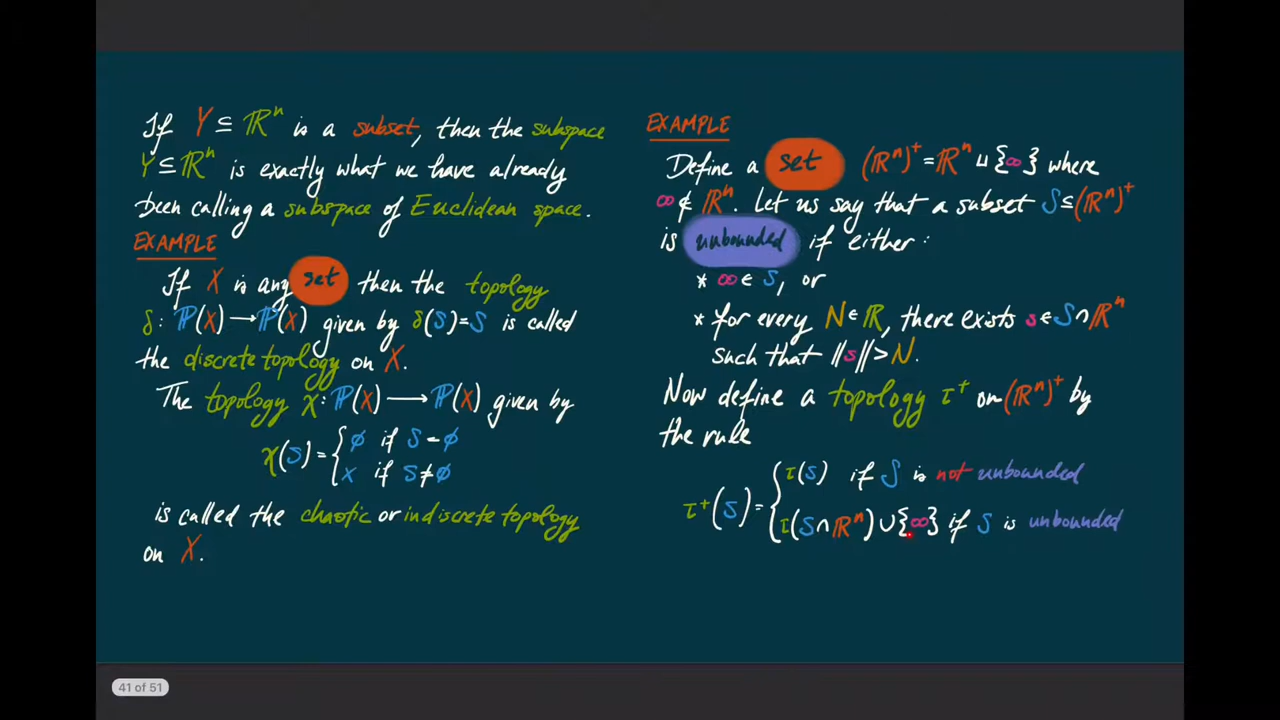 If Y ⊆ ℝⁿ is a subset, then the subspace
Y ⊆ ℝⁿ is exactly what we have already
been calling a subspace of Euclidean space.
EXAMPLE
If X is any set then the topology
δ: ℙ(X) → ℙ(X) given by δ(S)=S is called
the discrete topology on X.
The topology χ: ℙ(X) → ℙ(X) given by
χ(S) = { ∅ if S = ∅
X if S ≠ ∅
is called the chaotic or indiscrete topology
on X.
EXAMPLE
Define a set (ℝⁿ)⁺ = ℝⁿ ⊔ {∞} where
∞ ∉ ℝⁿ. Let us say that a subset S ⊆ (ℝⁿ)⁺
is unbounded if either:
* ∞ ∈ S, or
* for every N ∈ ℝ, there exists s ∈ S ∩ ℝⁿ
such that ‖s‖ > N.
Now define a topology τ⁺ on (ℝⁿ)⁺ by
the rule
τ⁺(S) = { τ(S) if S is not unbounded
τ(S ∩ ℝⁿ) ∪ {∞} if S is unbounded
41 of 51